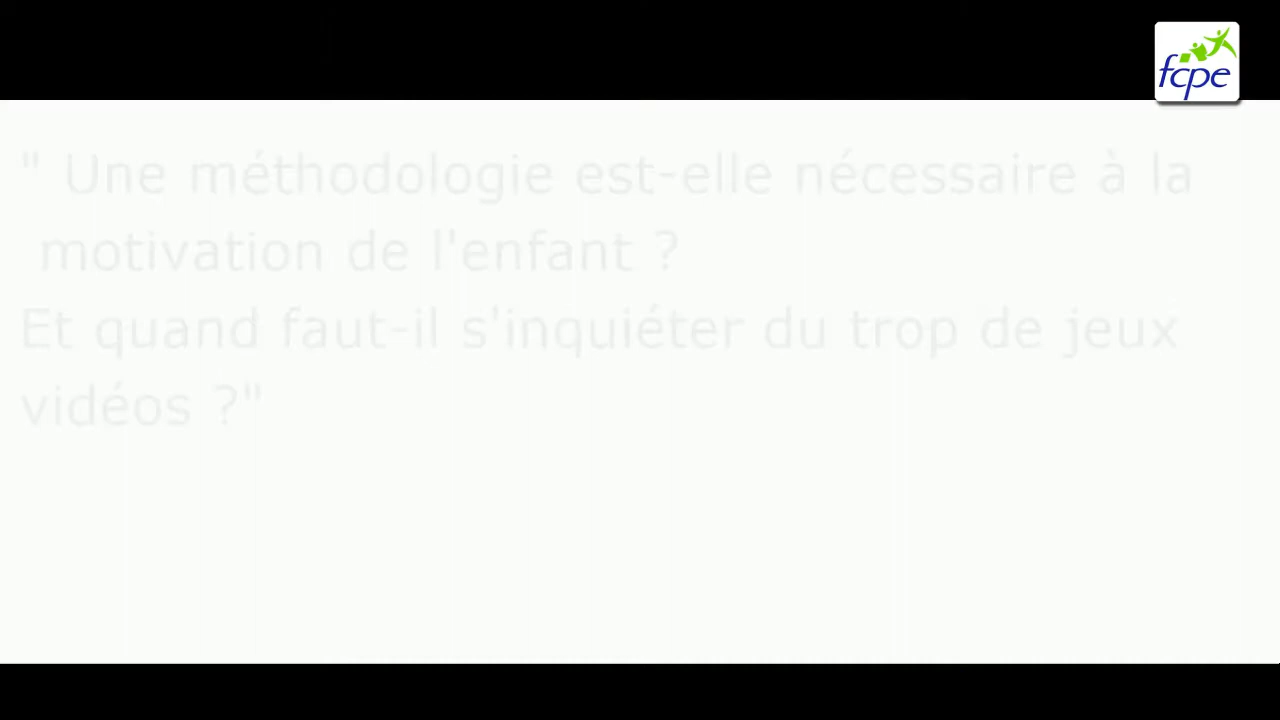 fcpe
" Une méthodologie est-elle nécessaire à la
motivation de l'enfant ?
Et quand faut-il s'inquiéter du trop de jeux
vidéos ?"